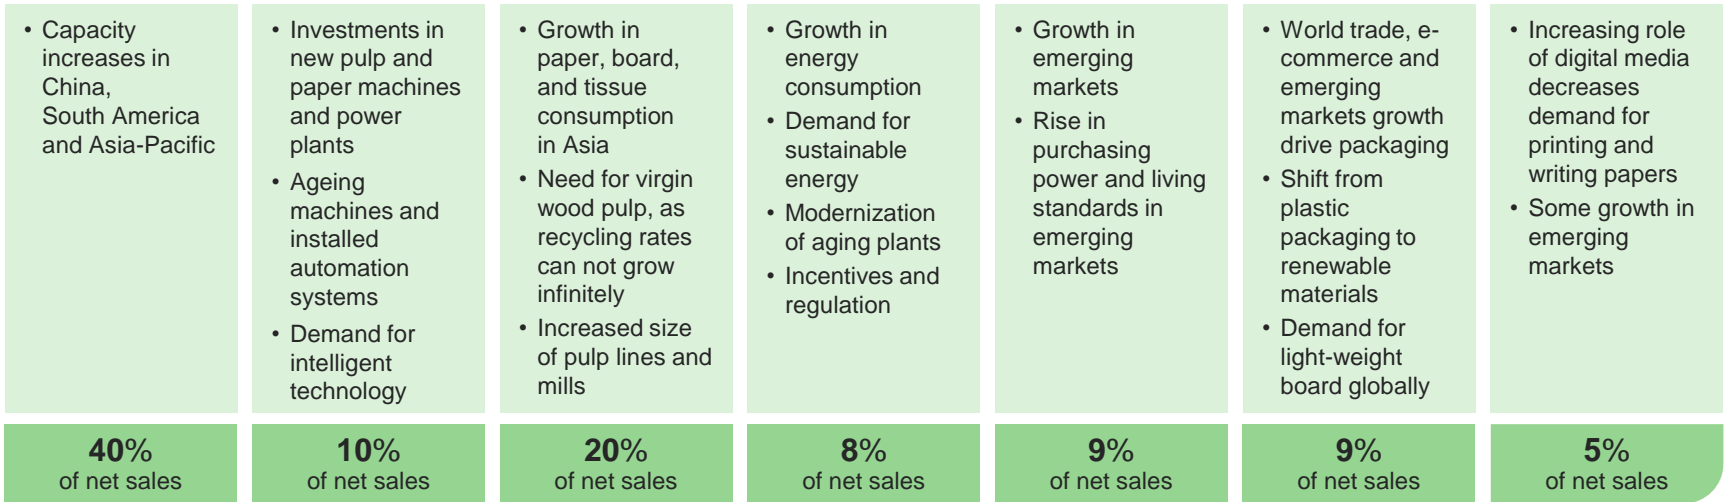 • Capacity
increases in
China,
South America
and Asia-Pacific
40%
of net sales
• Investments in
new pulp and
paper machines
and power
plants
• Ageing
machines and
installed
automation
systems
• Demand for
intelligent
technology
10%
of net sales
• Growth in
paper, board,
and tissue
consumption
in Asia
• Need for virgin
wood pulp, as
recycling rates
can not grow
infinitely
• Increased size
of pulp lines and
mills
20%
of net sales
• Growth in
energy
consumption
• Demand for
sustainable
energy
• Modernization
of aging plants
• Incentives and
regulation
8%
of net sales
• Growth in
emerging
markets
• Rise in
purchasing
power and living
standards in
emerging
markets
9%
of net sales
• World trade, e-
commerce and
emerging
markets growth
drive packaging
• Shift from
plastic
packaging to
renewable
materials
• Demand for
light-weight
board globally
9%
of net sales
• Increasing role
of digital media
decreases
demand for
printing and
writing papers
• Some growth in
emerging
markets
5%
of net sales